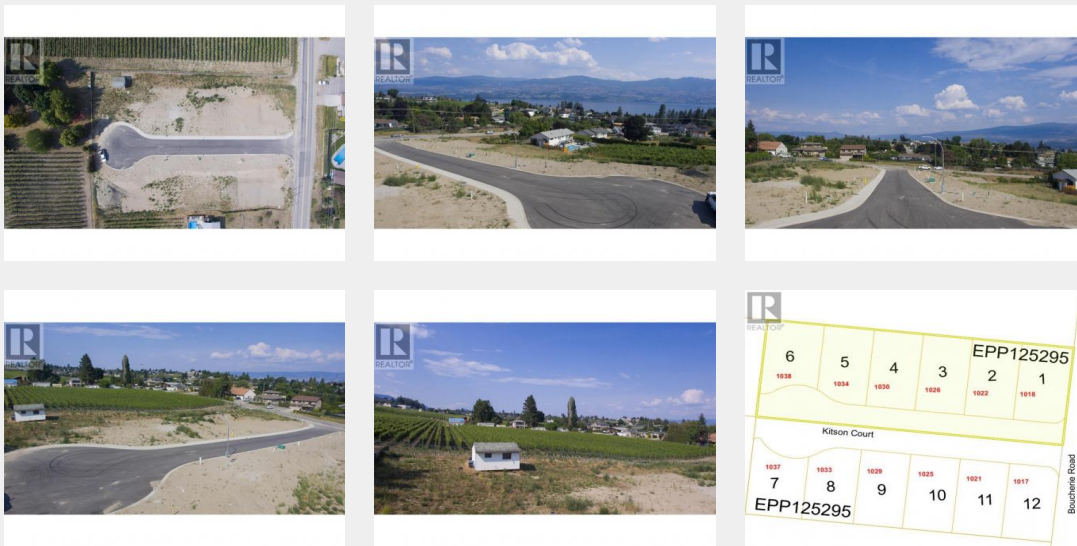 R
REALTOR®
R
REALTOR®
R
REALTOR®
R
REALTOR®
R
REALTOR®
R
REALTOR®
EPP125295
6
5
4
3
2
1
1038
1034
1030
1026
1022
1018
Kitson Court
Boucherie Road
1037
1033
1029
1025
1021
1017
7
8
9
10
11
12
EPP125295